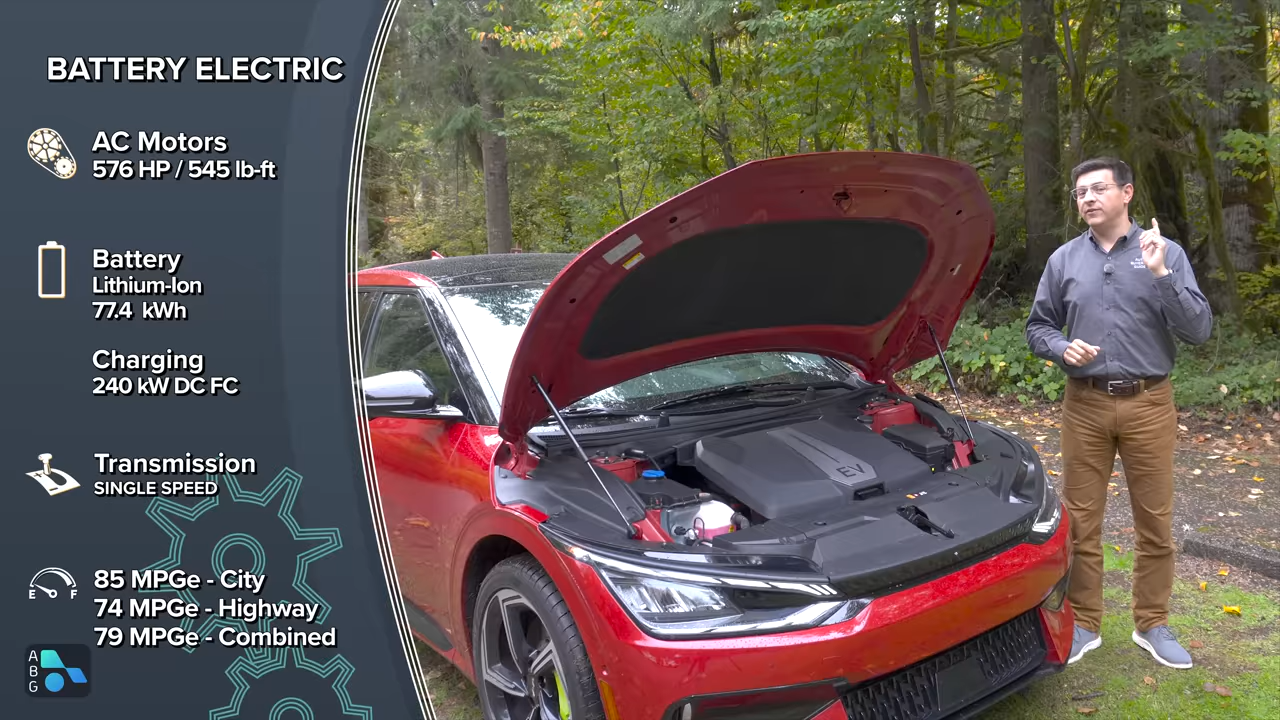 BATTERY ELECTRIC
AC Motors
576 HP / 545 lb-ft
Battery
Lithium-Ion
77.4 kWh
Charging
240 kW DC FC
Transmission
SINGLE SPEED
E F
85 MPGe - City
74 MPGe - Highway
79 MPGe - Combined
A
B
G
EV